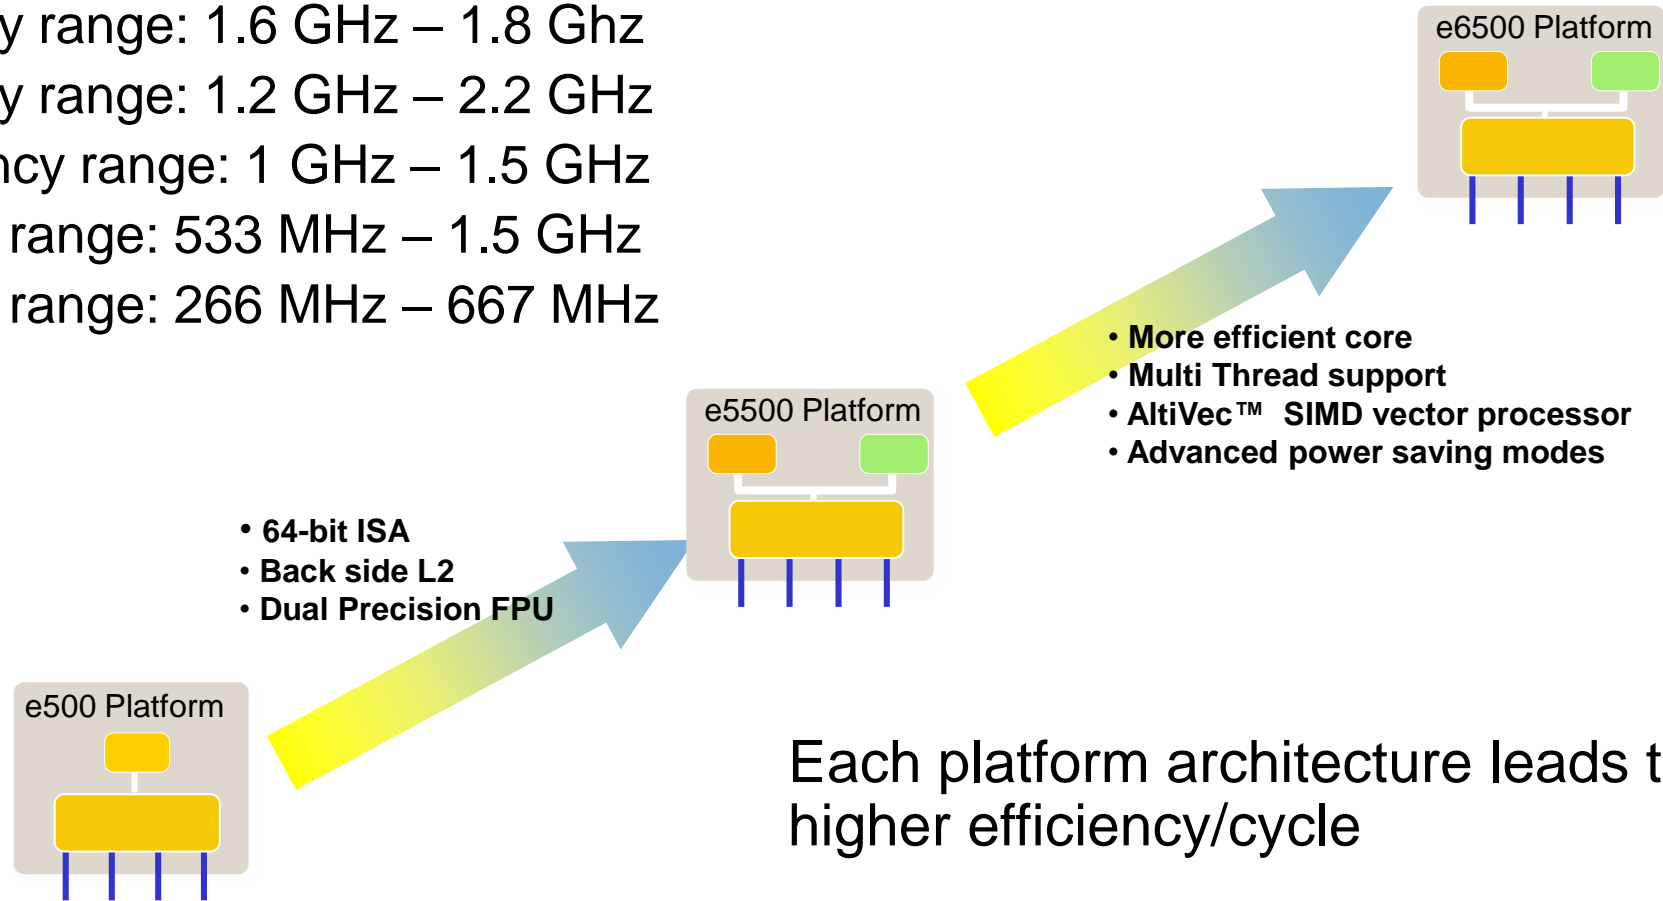 y range: 1.6 GHz – 1.8 Ghz
y range: 1.2 GHz – 2.2 GHz
ncy range: 1 GHz – 1.5 GHz
range: 533 MHz – 1.5 GHz
range: 266 MHz – 667 MHz
e6500 Platform
• More efficient core
• Multi Thread support
• AltiVec™ SIMD vector processor
• Advanced power saving modes
e5500 Platform
• 64-bit ISA
• Back side L2
• Dual Precision FPU
e500 Platform
Each platform architecture leads t
higher efficiency/cycle